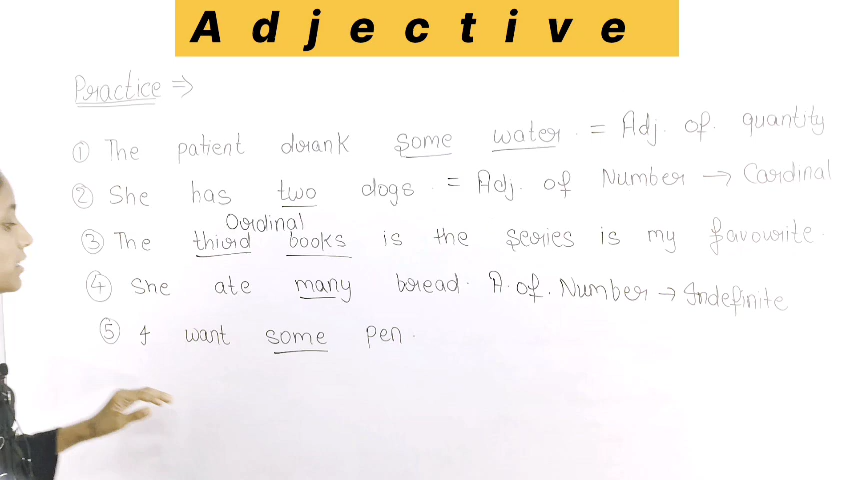 Adjective
Practice ⇒
① The patient drank some water. = Adj. of. quantity
② She has two dogs. = Adj. of Number → Cardinal
Ordinal
③ The third books is the series is my favourite.
④ She ate many bread. A. of. Number → Indefinite
⑤ I want some pen.